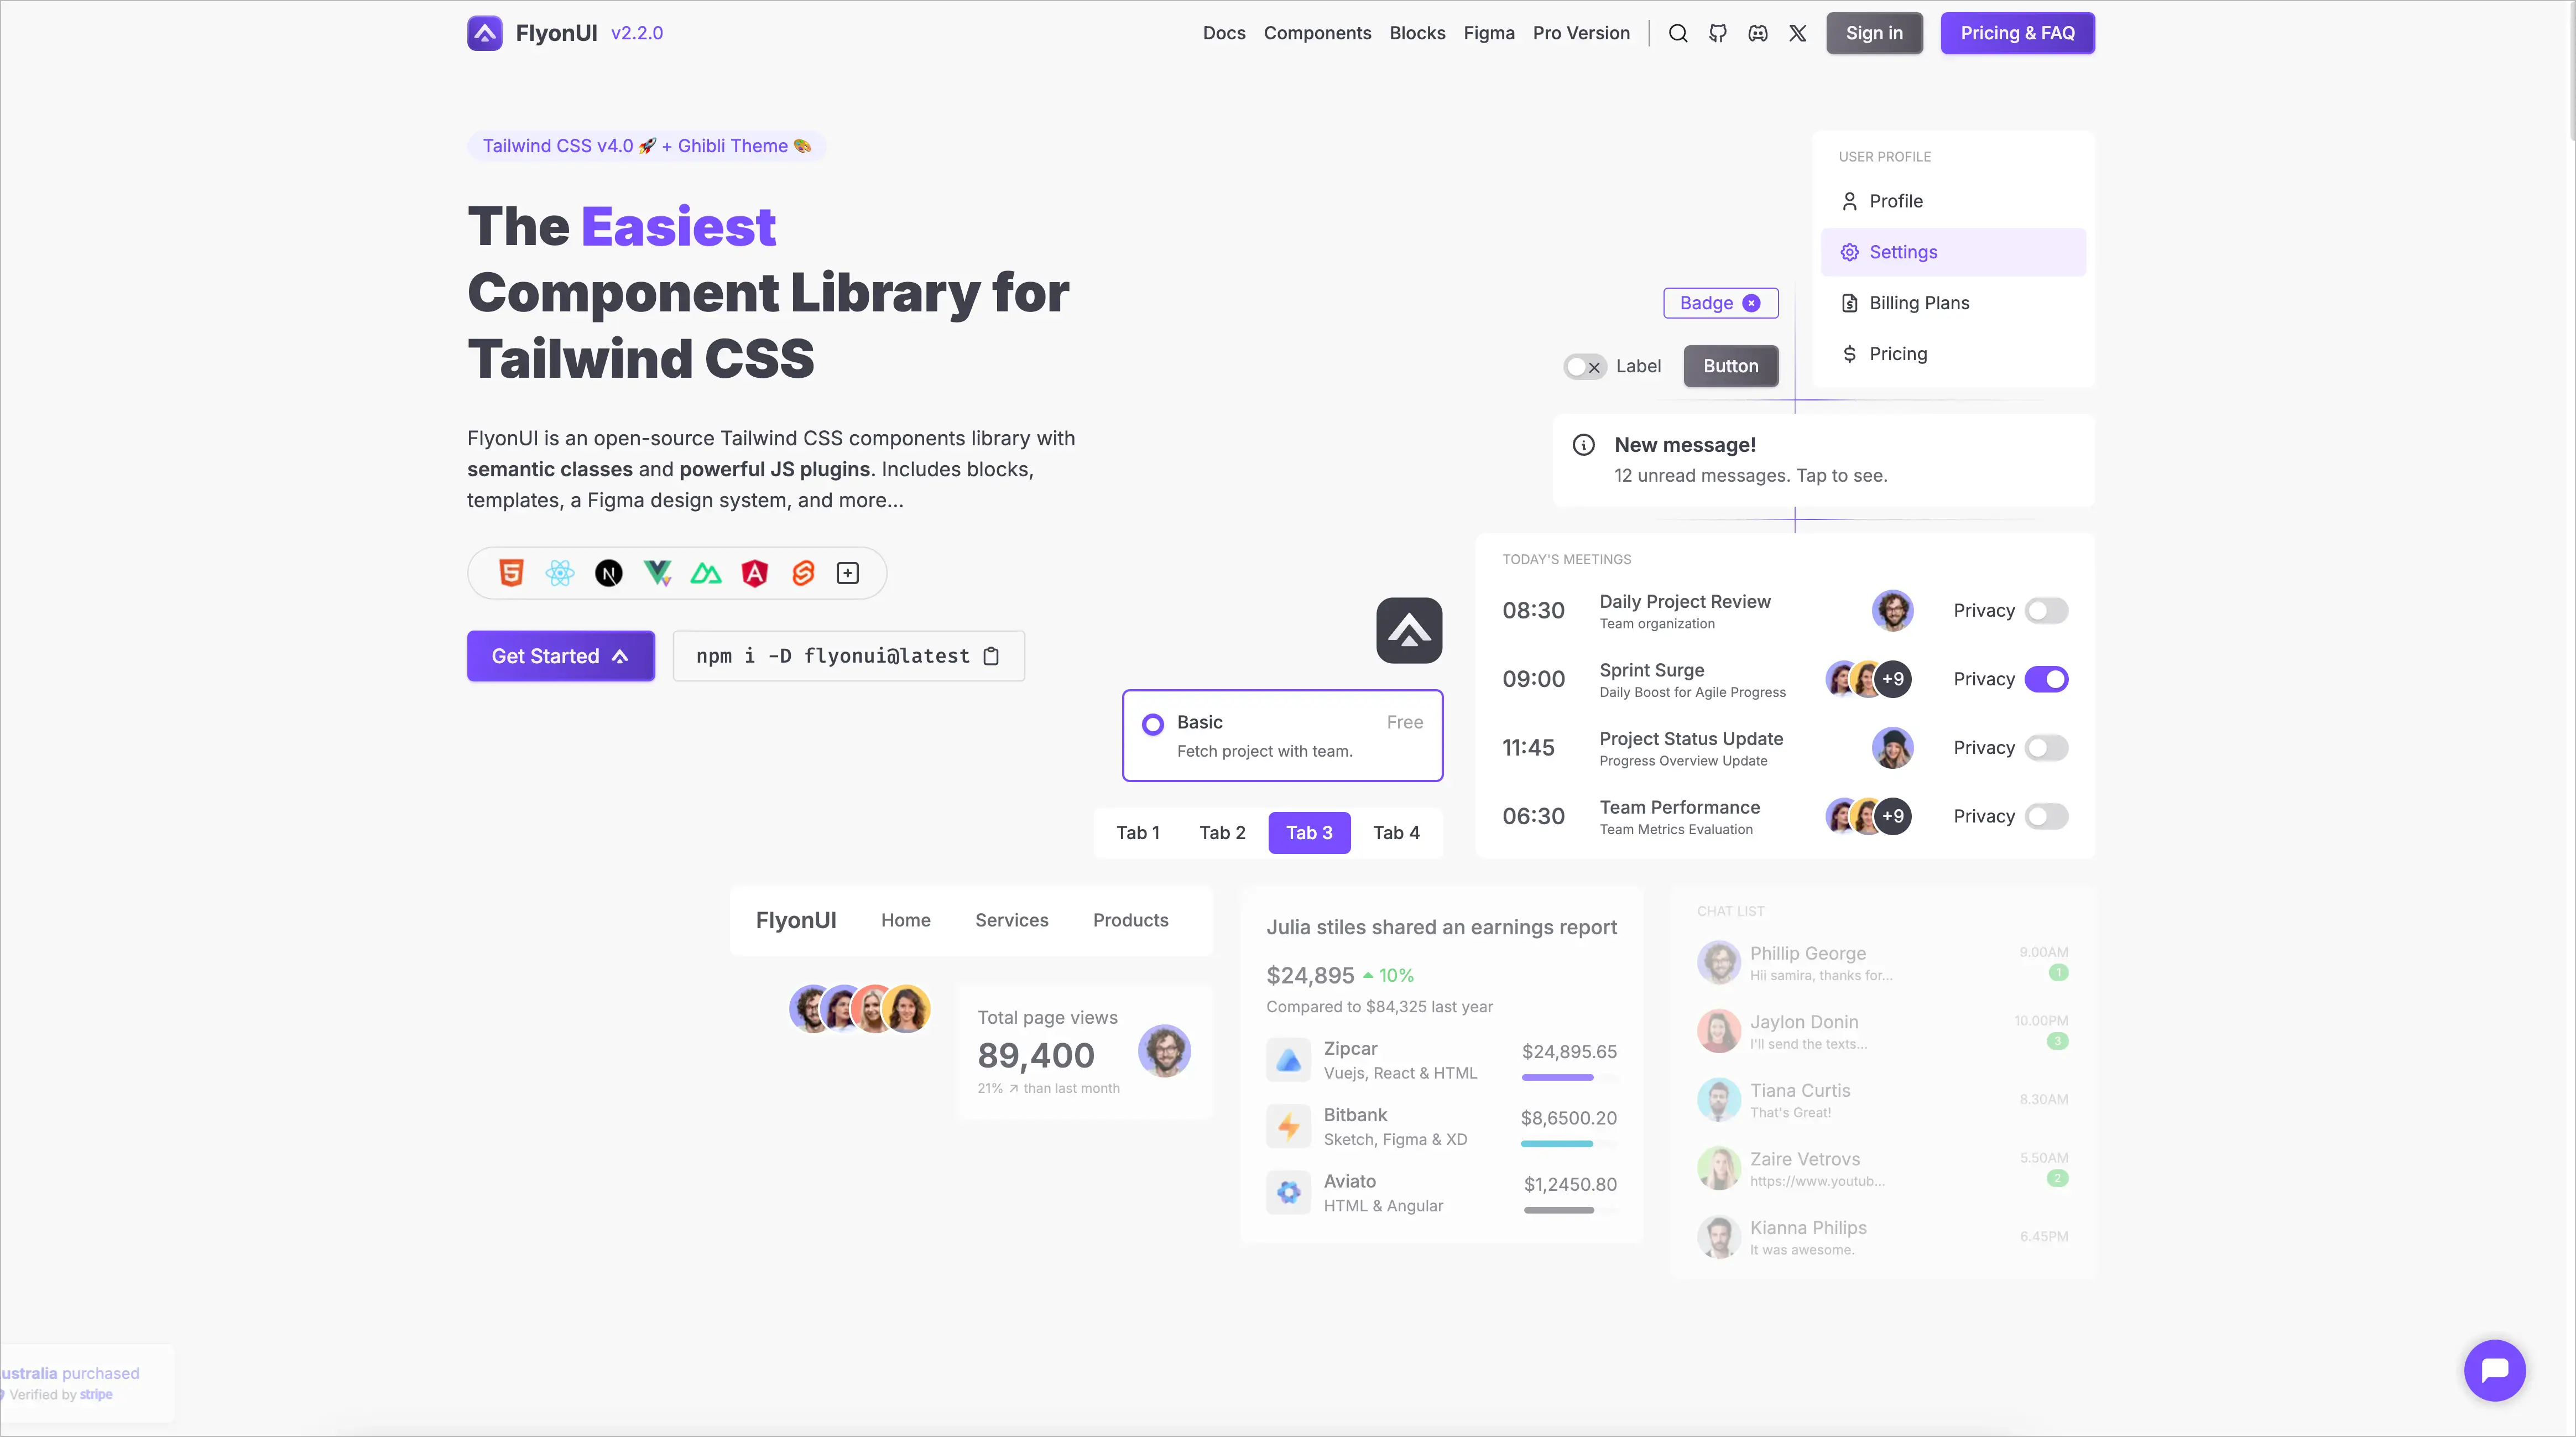 FlyonUI v2.2.0
Docs Components Blocks Figma Pro Version Sign in Pricing & FAQ
Tailwind CSS v4.0 🚀 + Ghibli Theme 🎨
The Easiest
Component Library for
Tailwind CSS
FlyonUI is an open-source Tailwind CSS components library with
semantic classes and powerful JS plugins. Includes blocks,
templates, a Figma design system, and more...
Get Started
npm i -D flyonui@latest
USER PROFILE
Profile
Settings
Billing Plans
Pricing
Badge
Label
Button
New message!
12 unread messages. Tap to see.
TODAY'S MEETINGS
08:30 Daily Project Review Privacy
Team organization
09:00 Sprint Surge +9 Privacy
Daily Boost for Agile Progress
11:45 Project Status Update Privacy
Progress Overview Update
06:30 Team Performance +9 Privacy
Team Metrics Evaluation
Basic Free
Fetch project with team.
Tab 1 Tab 2 Tab 3 Tab 4
FlyonUI Home Services Products
Total page views
89,400
21% ↗ than last month
Julia stiles shared an earnings report
$24,895 10%
Compared to $84,325 last year
Zipcar $24,895.65
Vuejs, React & HTML
Bitbank $8,6500.20
Sketch, Figma & XD
Aviato $1,2450.80
HTML & Angular
CHAT LIST
Phillip George 9.00AM
Hii samira, thanks for... 1
Jaylon Donin 10.00PM
I'll send the texts... 3
Tiana Curtis 8.30AM
That's Great!
Zaire Vetrovs 5.50AM
https://www.youtub... 2
Kianna Philips 6.45PM
It was awesome.
ustralia purchased
Verified by stripe